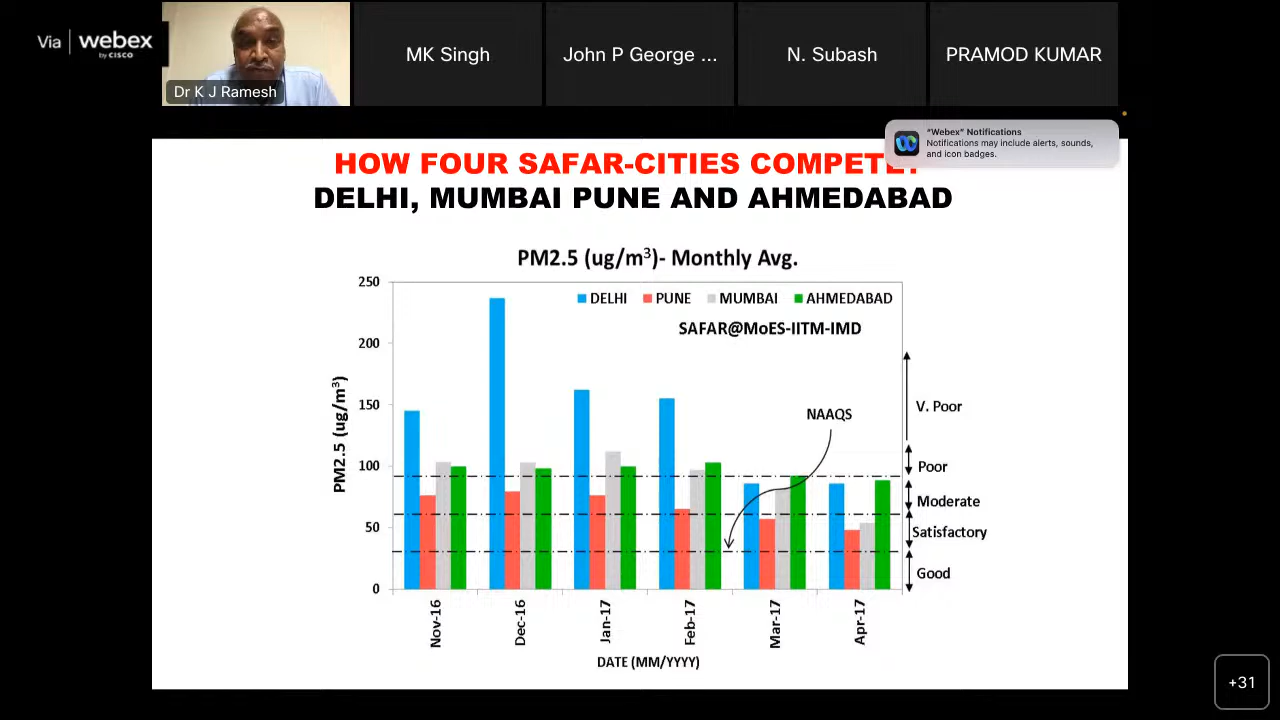 Via | webex
by CISCO
MK Singh
John P George ...
N. Subash
PRAMOD KUMAR
Dr K J Ramesh
"Webex" Notifications
Notifications may include alerts, sounds,
and icon badges.
HOW FOUR SAFAR-CITIES COMPETE?
DELHI, MUMBAI PUNE AND AHMEDABAD
PM2.5 (ug/m³)- Monthly Avg.
DELHI PUNE MUMBAI AHMEDABAD
SAFAR@MoES-IITM-IMD
PM2.5 (ug/m³)
250
200
150
100
50
0
NAAQS
V. Poor
Poor
Moderate
Satisfactory
Good
Nov-16
Dec-16
Jan-17
Feb-17
Mar-17
Apr-17
DATE (MM/YYYY)
+31